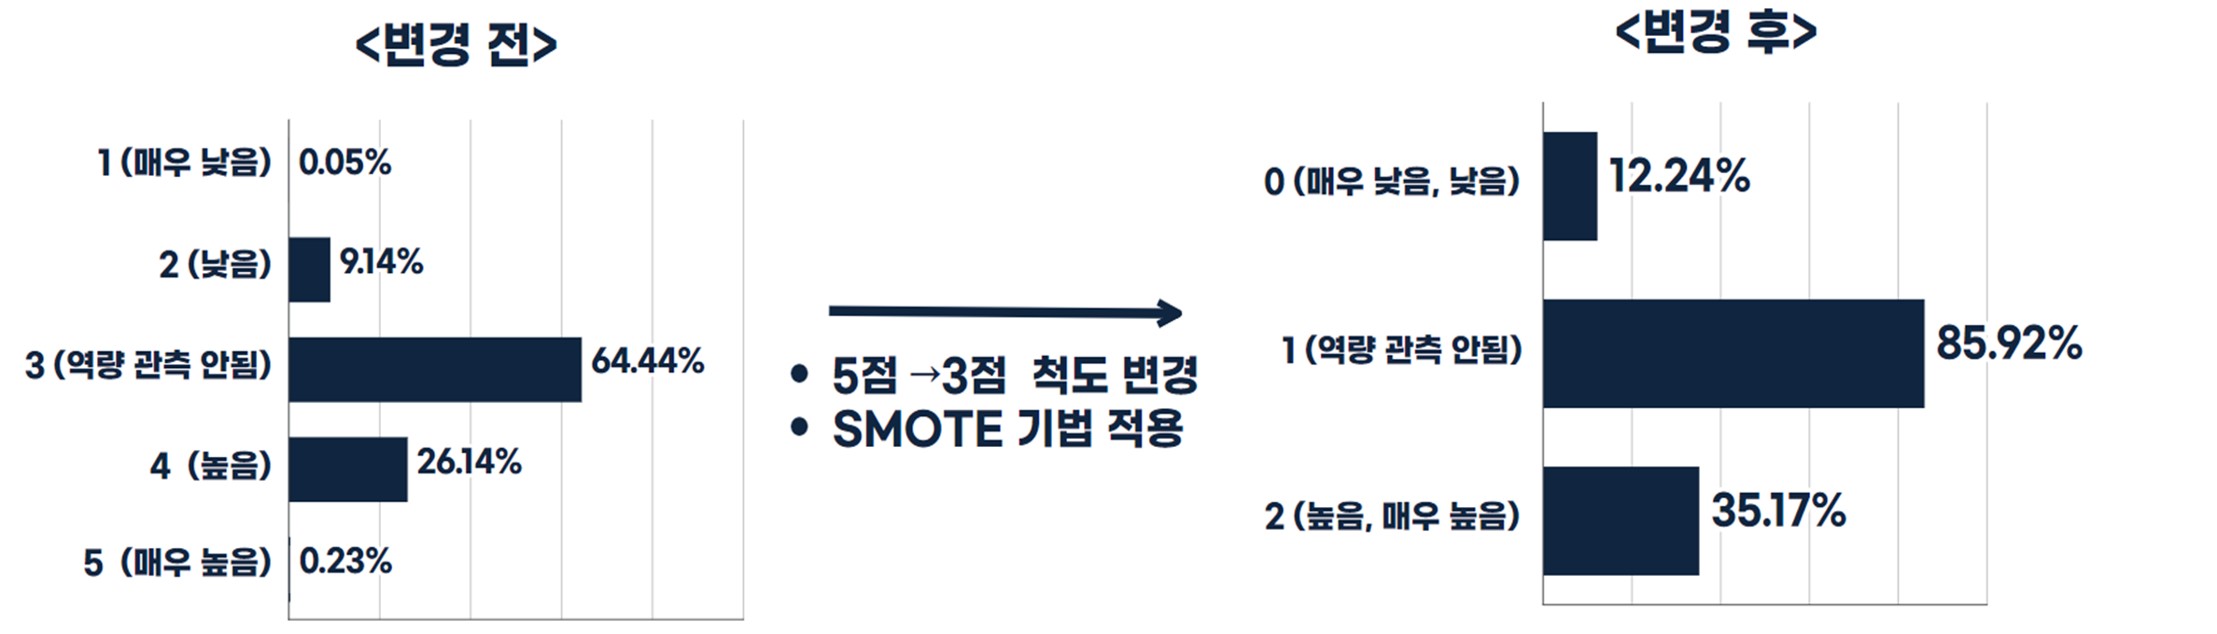 <변경 전>
1 (매우 낮음) 0.05%
2 (낮음) 9.14%
3 (역량 관측 안됨) 64.44%
4 (높음) 26.14%
5 (매우 높음) 0.23%
• 5점 →3점 척도 변경
• SMOTE 기법 적용
<변경 후>
0 (매우 낮음, 낮음) 12.24%
1 (역량 관측 안됨) 85.92%
2 (높음, 매우 높음) 35.17%